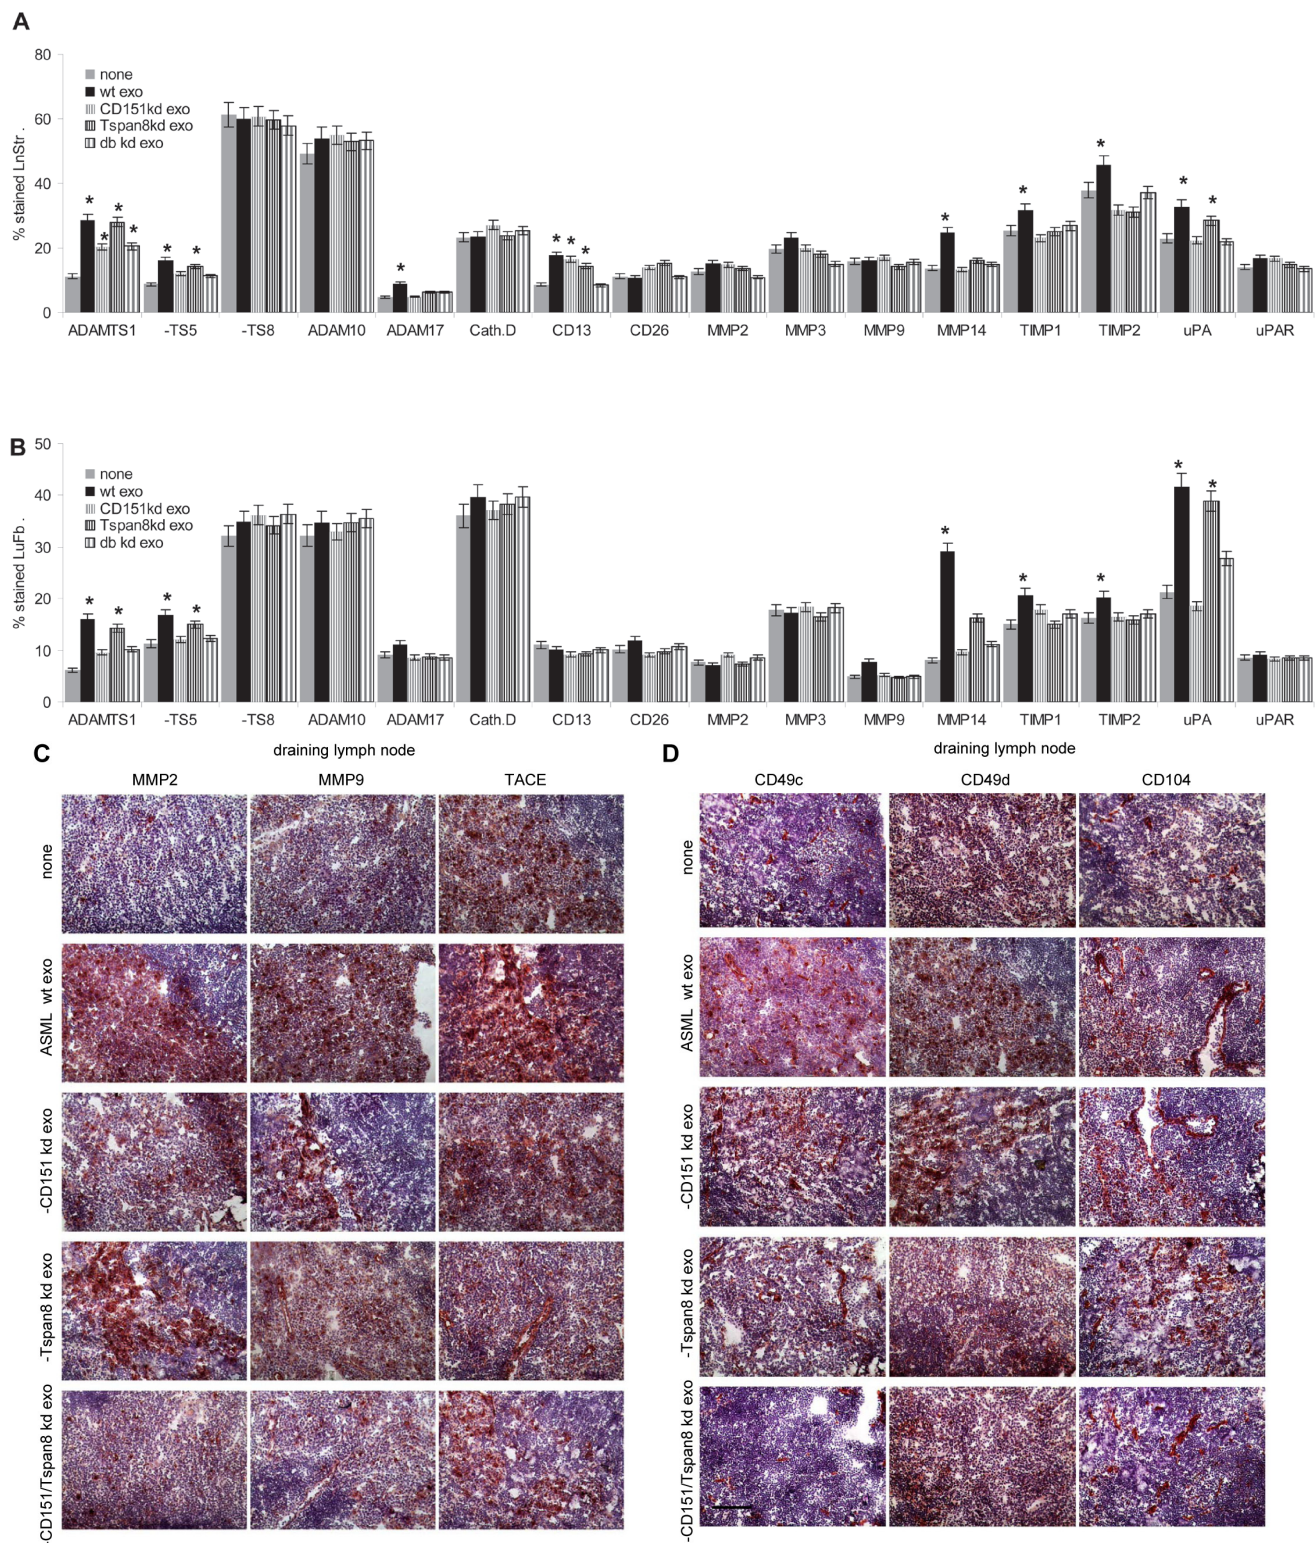 A
80
60
40
20
0
% stained LnStr .
none
wt exo
CD151kd exo
Tspan8kd exo
db kd exo
* * * * * * * * * * * * * * *
ADAMTS1 -TS5 -TS8 ADAM10 ADAM17 Cath.D CD13 CD26 MMP2 MMP3 MMP9 MMP14 TIMP1 TIMP2 uPA uPAR
B
50
40
30
20
10
0
% stained LuFb .
none
wt exo
CD151kd exo
Tspan8kd exo
db kd exo
* * * * * * * * *
ADAMTS1 -TS5 -TS8 ADAM10 ADAM17 Cath.D CD13 CD26 MMP2 MMP3 MMP9 MMP14 TIMP1 TIMP2 uPA uPAR
C
draining lymph node
MMP2 MMP9 TACE
none
ASML wt exo
-CD151 kd exo
-Tspan8 kd exo
-CD151/Tspan8 kd exo
D
draining lymph node
CD49c CD49d CD104
none
ASML wt exo
-CD151 kd exo
-Tspan8 kd exo
-CD151/Tspan8 kd exo